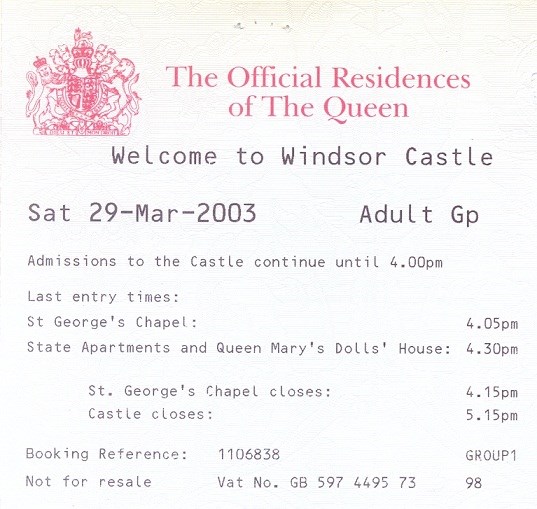 The Official Residences
of The Queen
Welcome to Windsor Castle
Sat 29-Mar-2003 Adult Gp
Admissions to the Castle continue until 4.00pm
Last entry times:
St George's Chapel: 4.05pm
State Apartments and Queen Mary's Dolls' House: 4.30pm
St. George's Chapel closes: 4.15pm
Castle closes: 5.15pm
Booking Reference: 1106838 GROUP1
Not for resale Vat No. GB 597 4495 73 98